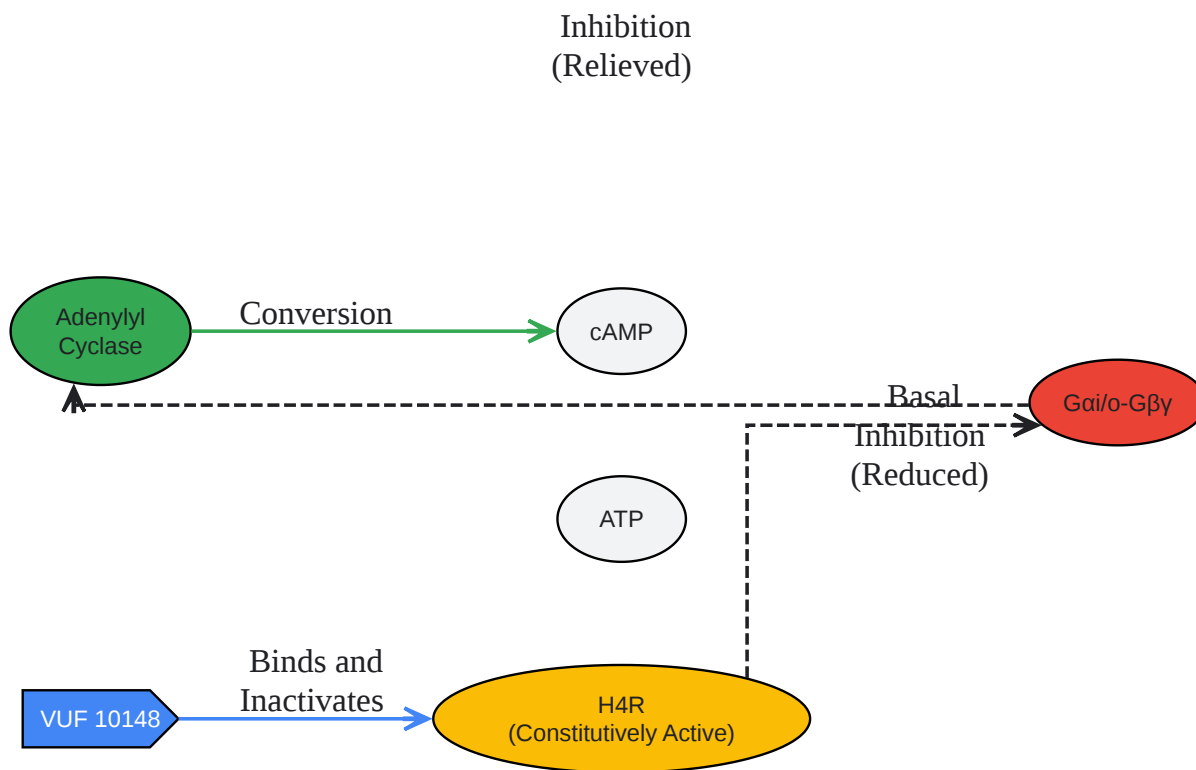 Inhibition
(Relieved)
Adenylyl
Cyclase
Conversion
cAMP
Gαi/o-Gβγ
Basal
Inhibition
(Reduced)
ATP
Binds and
Inactivates
VUF 10148
H4R
(Constitutively Active)